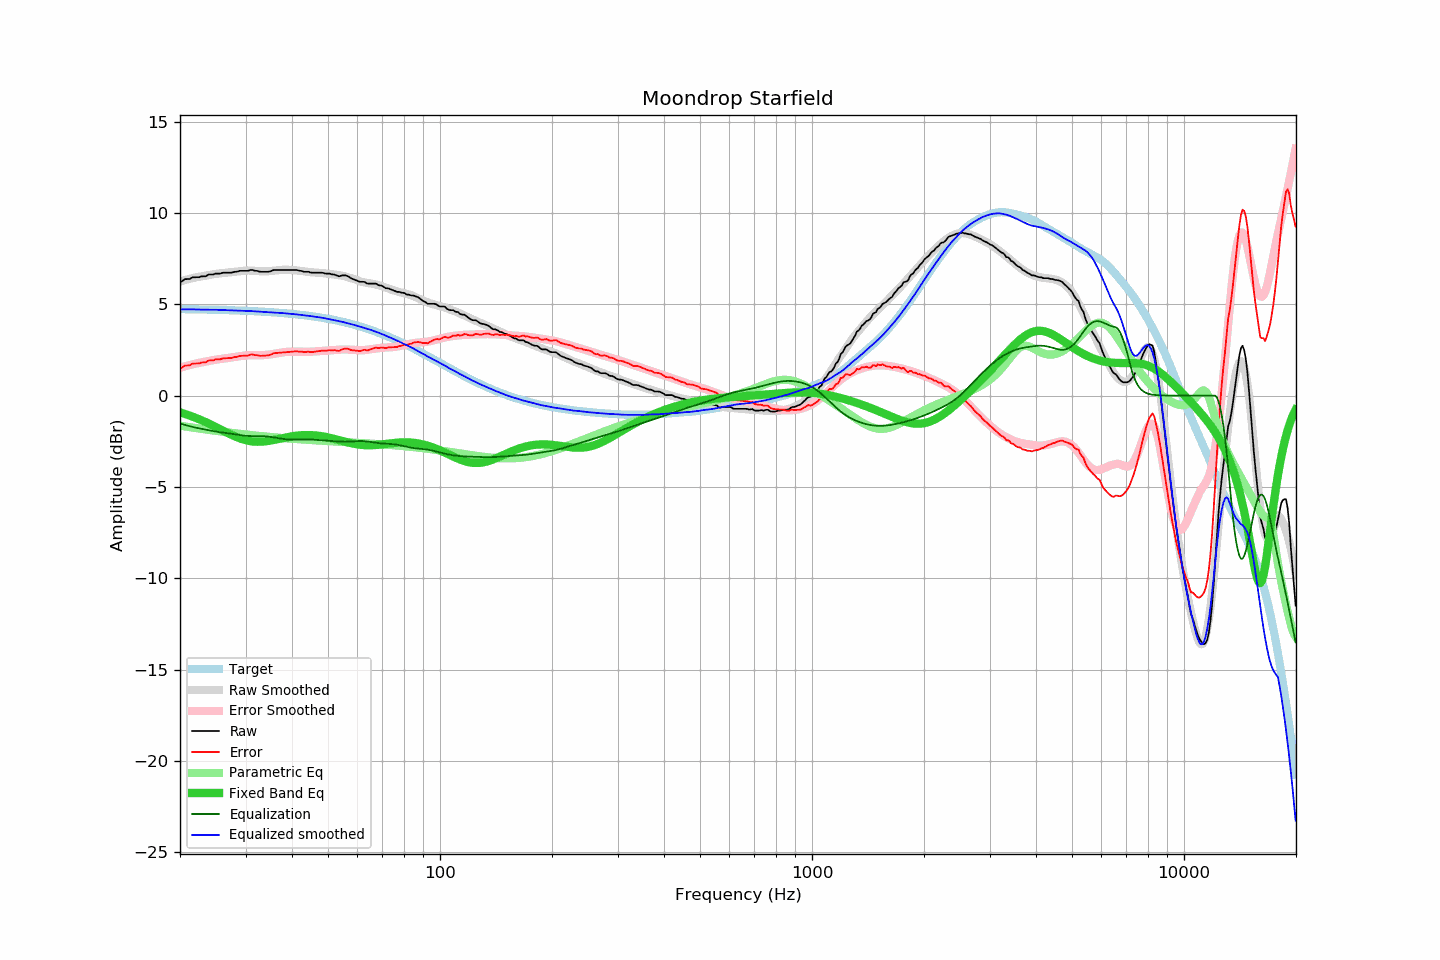 Moondrop Starfield
15
10
5
0
−5
−10
−15
−20
−25
Amplitude (dBr)
Target
Raw Smoothed
Error Smoothed
Raw
Error
Parametric Eq
Fixed Band Eq
Equalization
Equalized smoothed
100 1000 10000
Frequency (Hz)